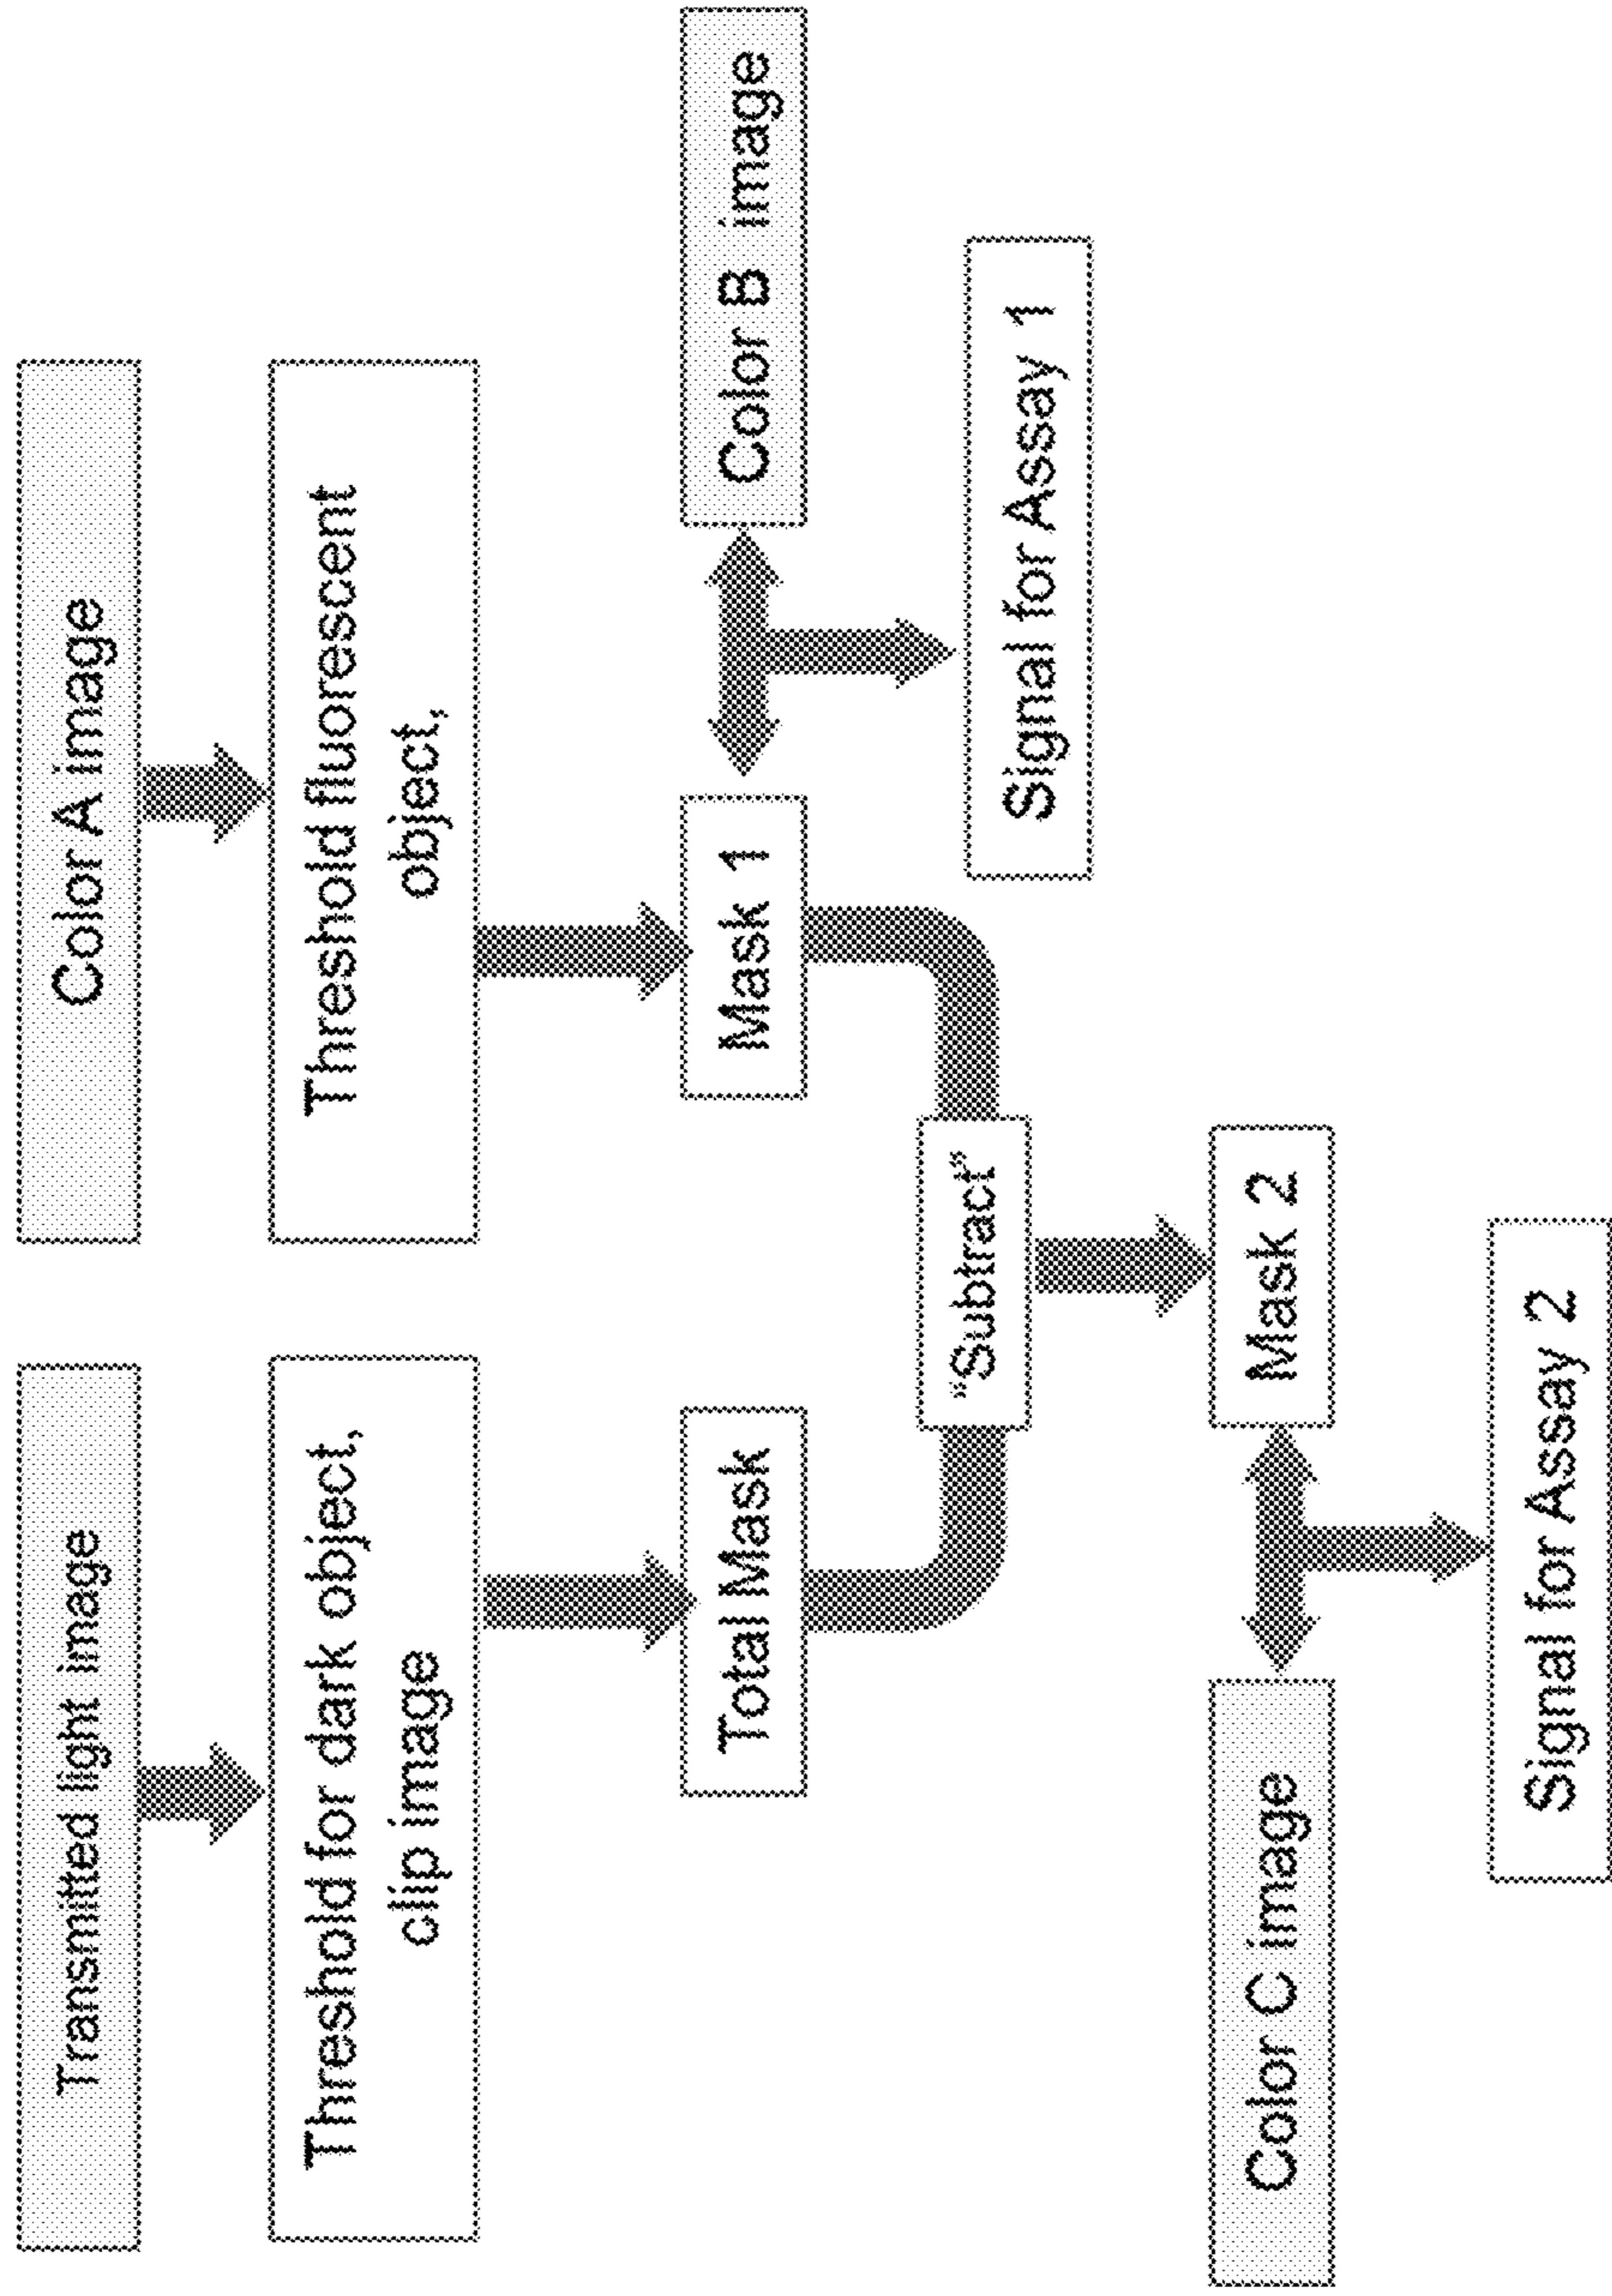 Transmitted light image
Color A image
Threshold for dark object,
clip image
Threshold fluorescent
object,
Total Mask
Mask 1
Color B image
"Subtract"
Signal for Assay 1
Color C image
Mask 2
Signal for Assay 2